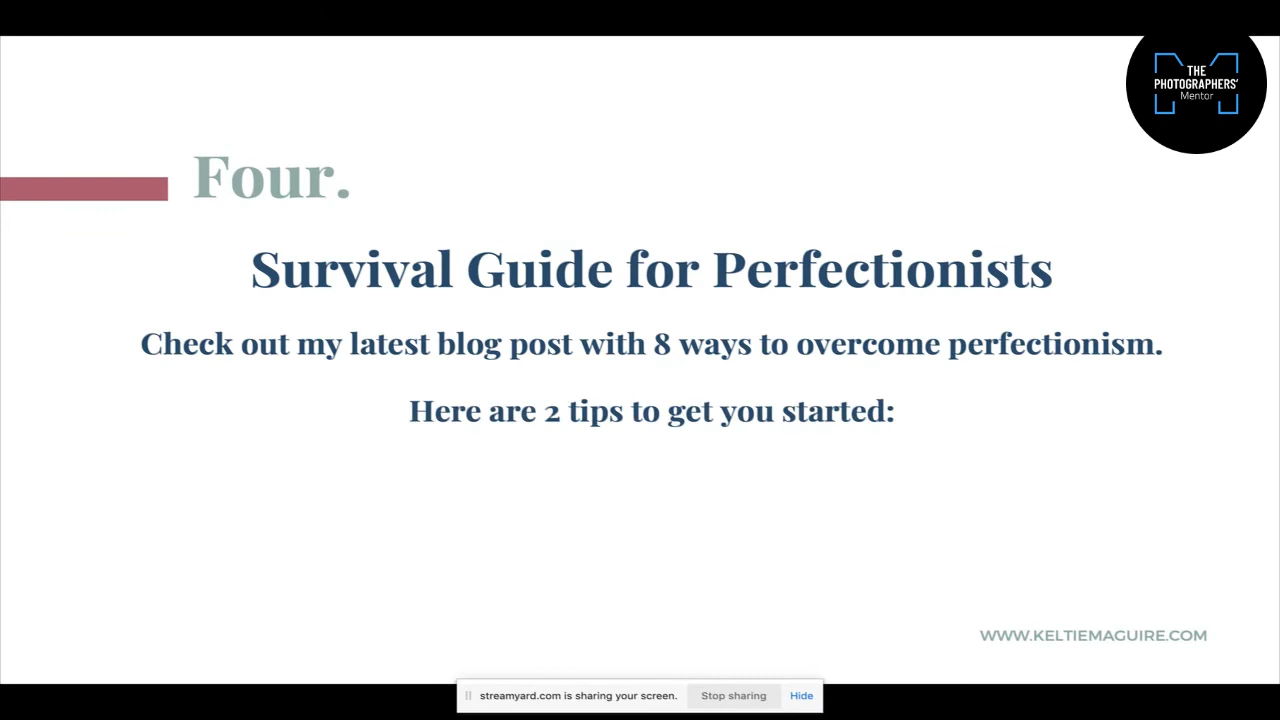 THE
PHOTOGRAPHERS'
Mentor
Four.
Survival Guide for Perfectionists
Check out my latest blog post with 8 ways to overcome perfectionism.
Here are 2 tips to get you started:
WWW.KELTIEMAGUIRE.COM
streamyard.com is sharing your screen. Stop sharing Hide